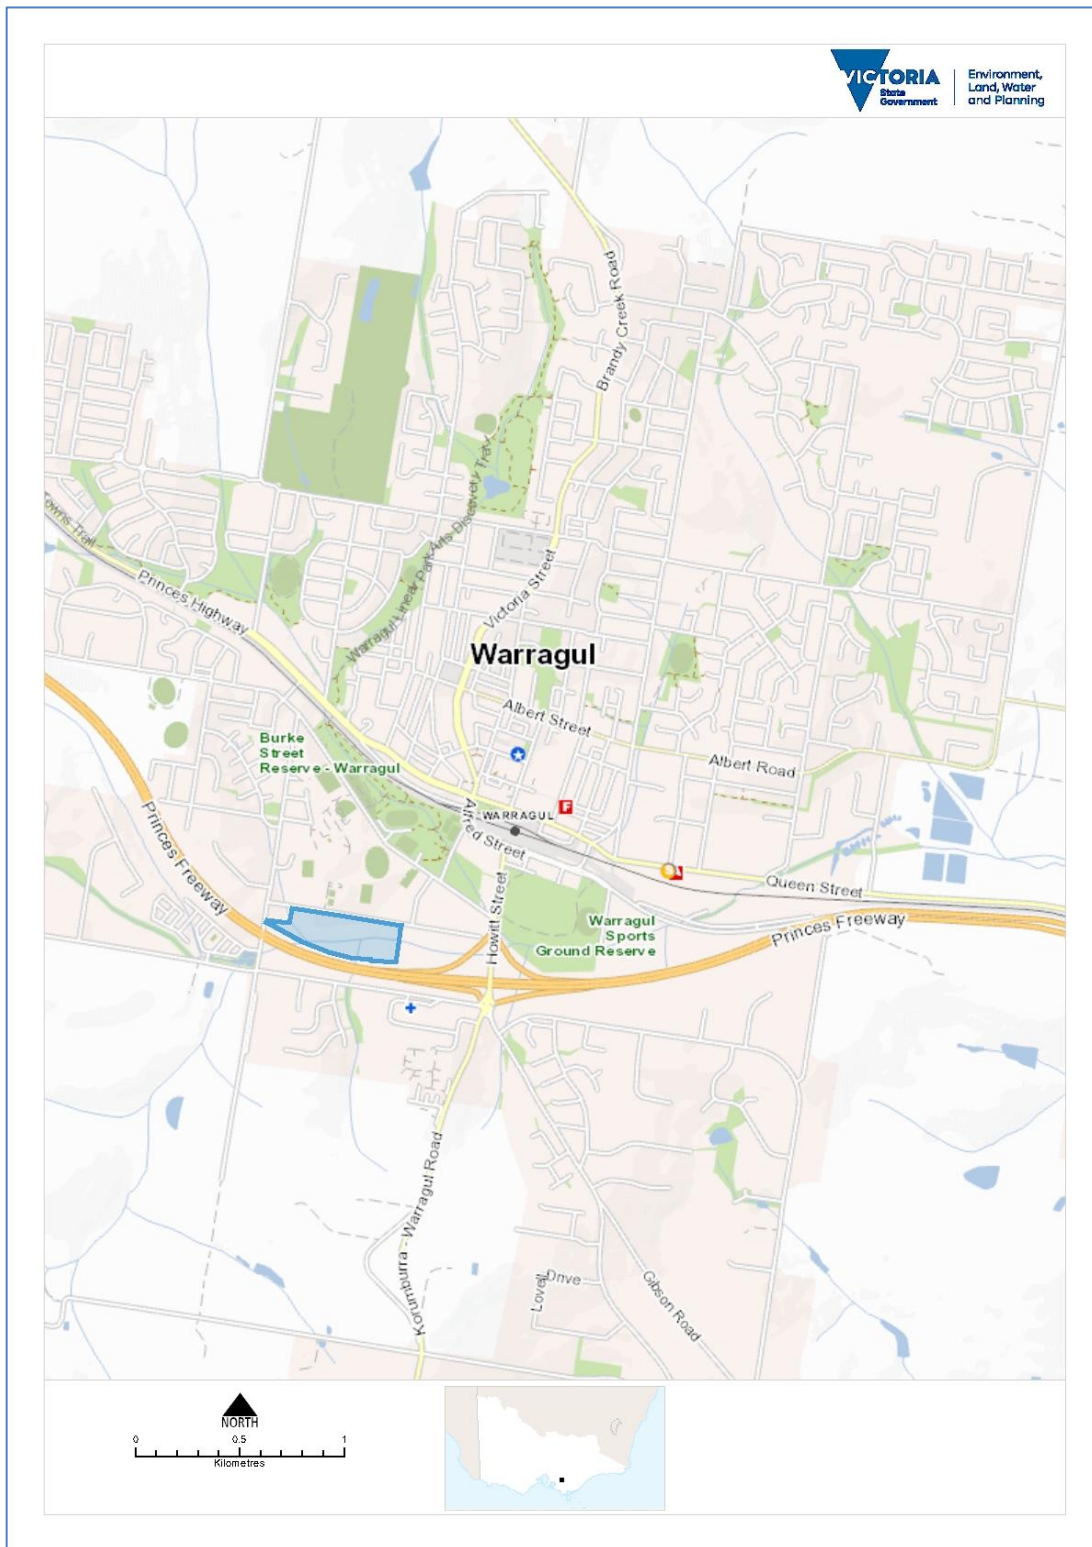 VICTORIA
State
Government
Environment,
Land, Water
and Planning
Brandy Creek Road
Warragul Linear Park-Arts Discovery Trail
Towns Trail
Princes Highway
Victoria Street
Warragul
Albert Street
Burke
Street
Reserve - Warragul
Albert Road
F
WARRAGUL
Alfred Street
Princes Freeway
Queen Street
Howitt Street
Warragul
Sports
Ground Reserve
Princes Freeway
Korumburra - Warragul Road
Lovell
Drive
Gibson Road
NORTH
0
0.5
1
Kilometres